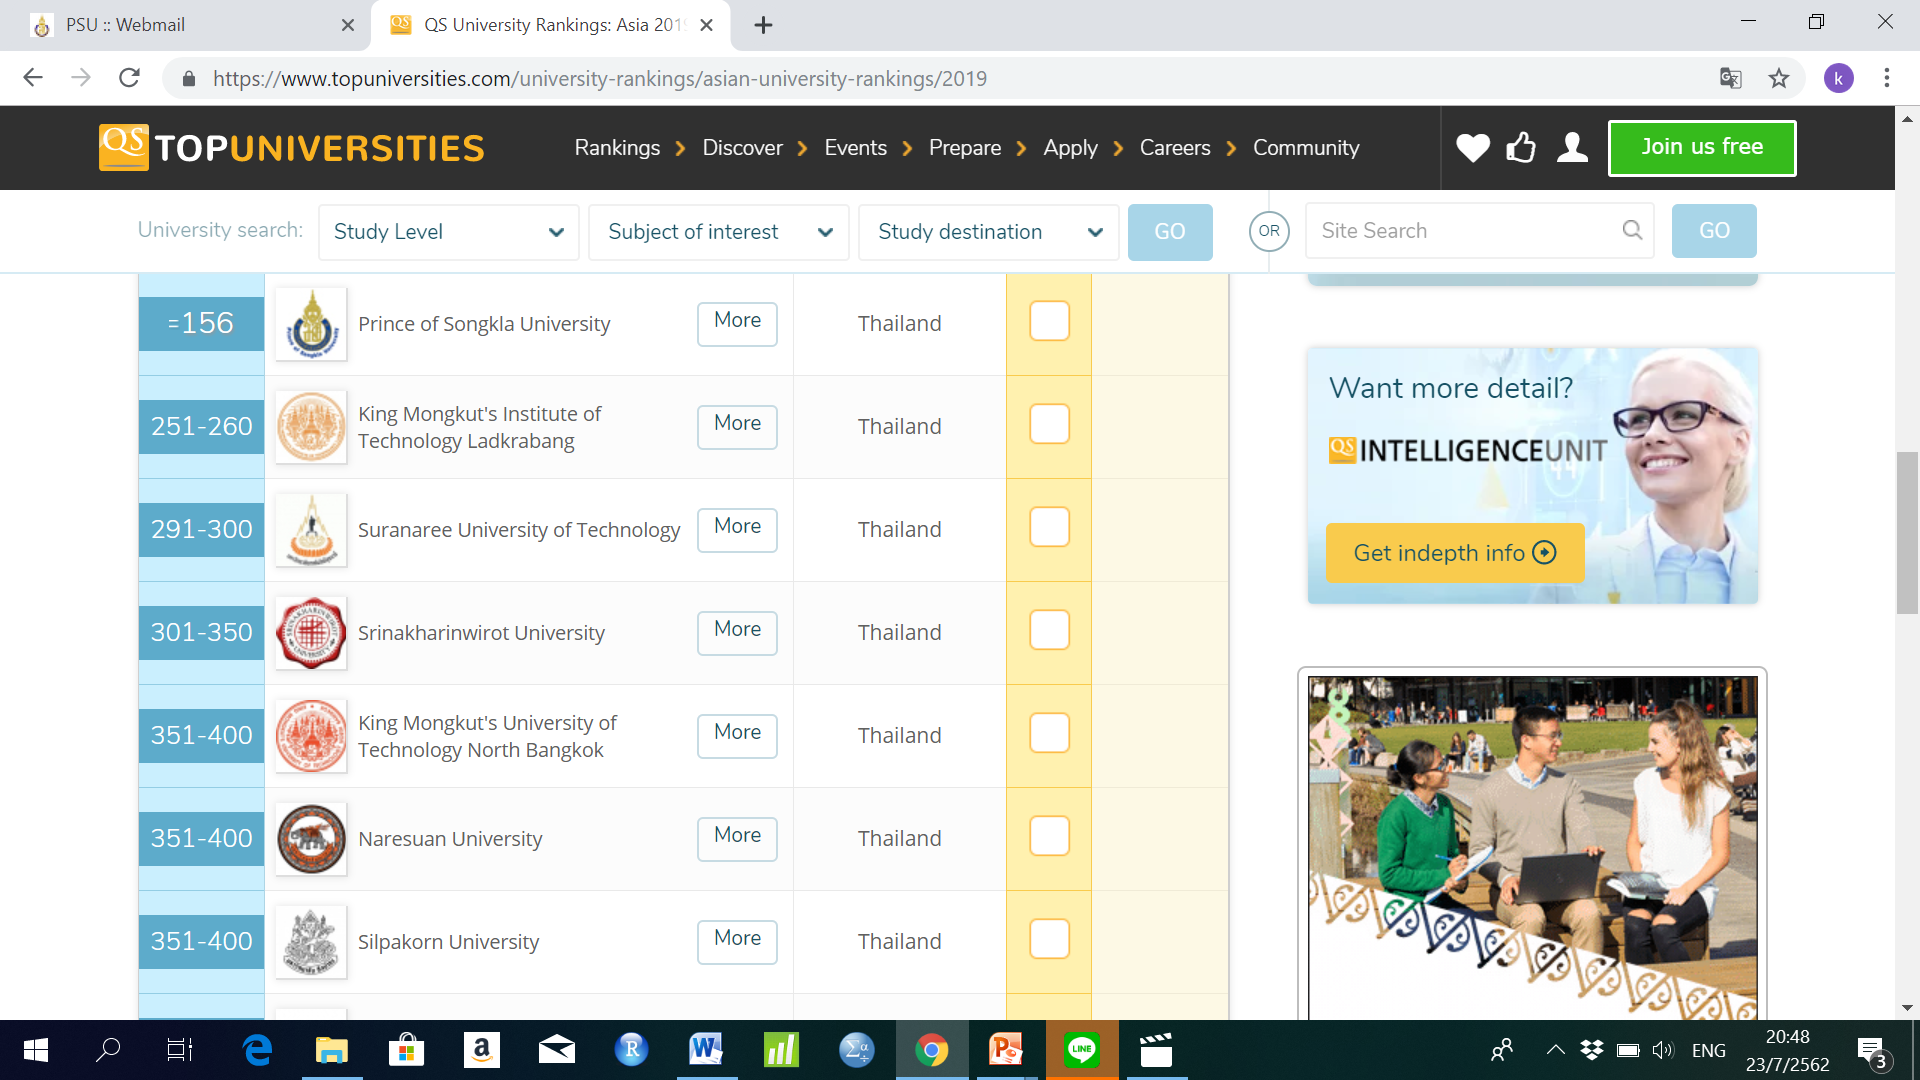 PSU :: Webmail
QS University Rankings: Asia 2019
https://www.topuniversities.com/university-rankings/asian-university-rankings/2019
k
QS TOPUNIVERSITIES
Rankings
Discover
Events
Prepare
Apply
Careers
Community
Join us free
University search:
Study Level
Subject of interest
Study destination
GO
OR
Site Search
GO
=156
Prince of Songkla University
More
Thailand
251-260
King Mongkut's Institute of
Technology Ladkrabang
More
Thailand
291-300
Suranaree University of Technology
More
Thailand
301-350
Srinakharinwirot University
More
Thailand
351-400
King Mongkut's University of
Technology North Bangkok
More
Thailand
351-400
Naresuan University
More
Thailand
351-400
Silpakorn University
More
Thailand
Want more detail?
QS INTELLIGENCEUNIT
Get indepth info
LINE
ENG
20:48
23/7/2562
3